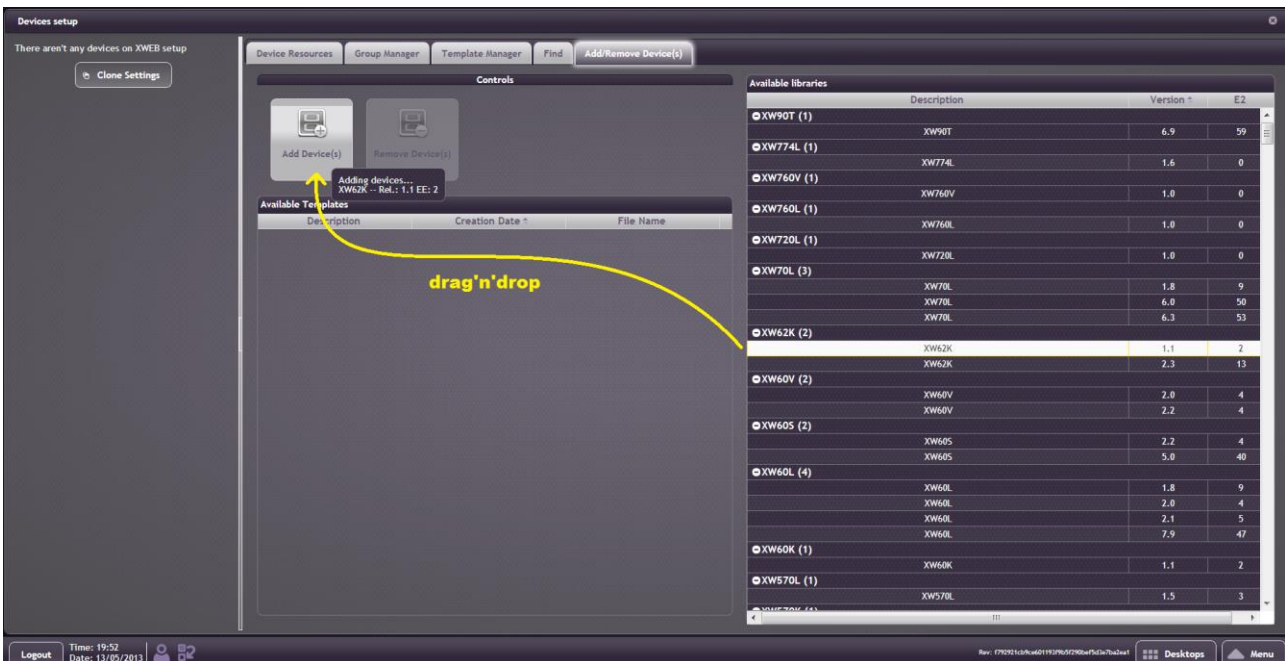 Devices setup
There aren't any devices on XWEB setup
Clone Settings
Device Resources Group Manager Template Manager Find Add/Remove Device(s)
Controls
Add Device(s) Remove Device(s)
Adding devices...
XW62K -- Rel.: 1.1 EE: 2
Available Templates
Description Creation Date File Name
drag'n'drop
Available libraries
Description Version E2
XW90T (1)
XW90T 6.9 59
XW774L (1)
XW774L 1.6 0
XW760V (1)
XW760V 1.0 0
XW760L (1)
XW760L 1.0 0
XW720L (1)
XW720L 1.0 0
XW70L (3)
XW70L 1.8 9
XW70L 6.0 50
XW70L 6.3 53
XW62K (2)
XW62K 1.1 2
XW62K 2.3 13
XW60V (2)
XW60V 2.0 4
XW60V 2.2 4
XW60S (2)
XW60S 2.2 4
XW60S 5.0 40
XW60L (4)
XW60L 1.8 9
XW60L 2.0 4
XW60L 2.1 5
XW60L 7.9 47
XW60K (1)
XW60K 1.1 2
XW570L (1)
XW570L 1.5 3
Logout
Time: 19:52
Date: 13/05/2013
Rev:
Desktops
Menu